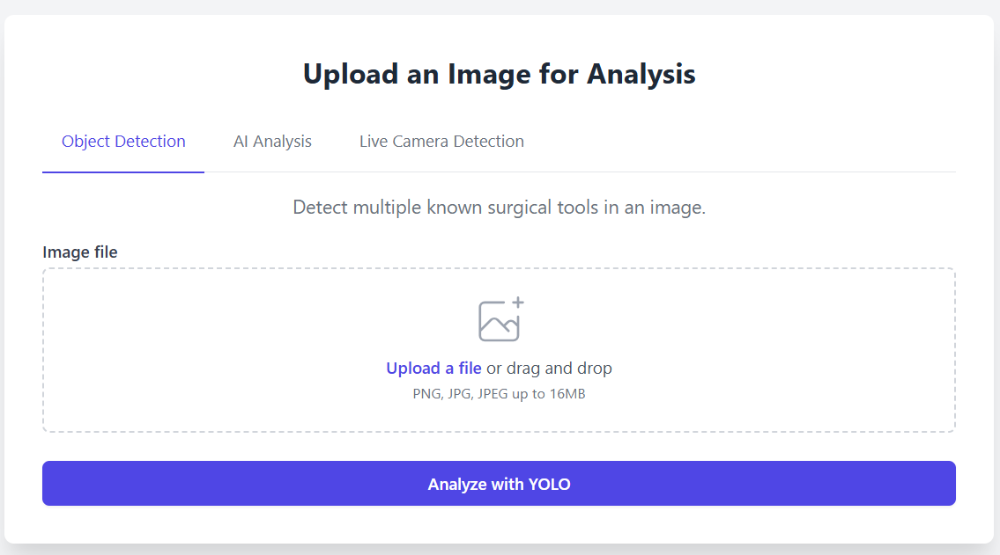 Upload an Image for Analysis
Object Detection AI Analysis Live Camera Detection
Detect multiple known surgical tools in an image.
Image file
Upload a file or drag and drop
PNG, JPG, JPEG up to 16MB
Analyze with YOLO